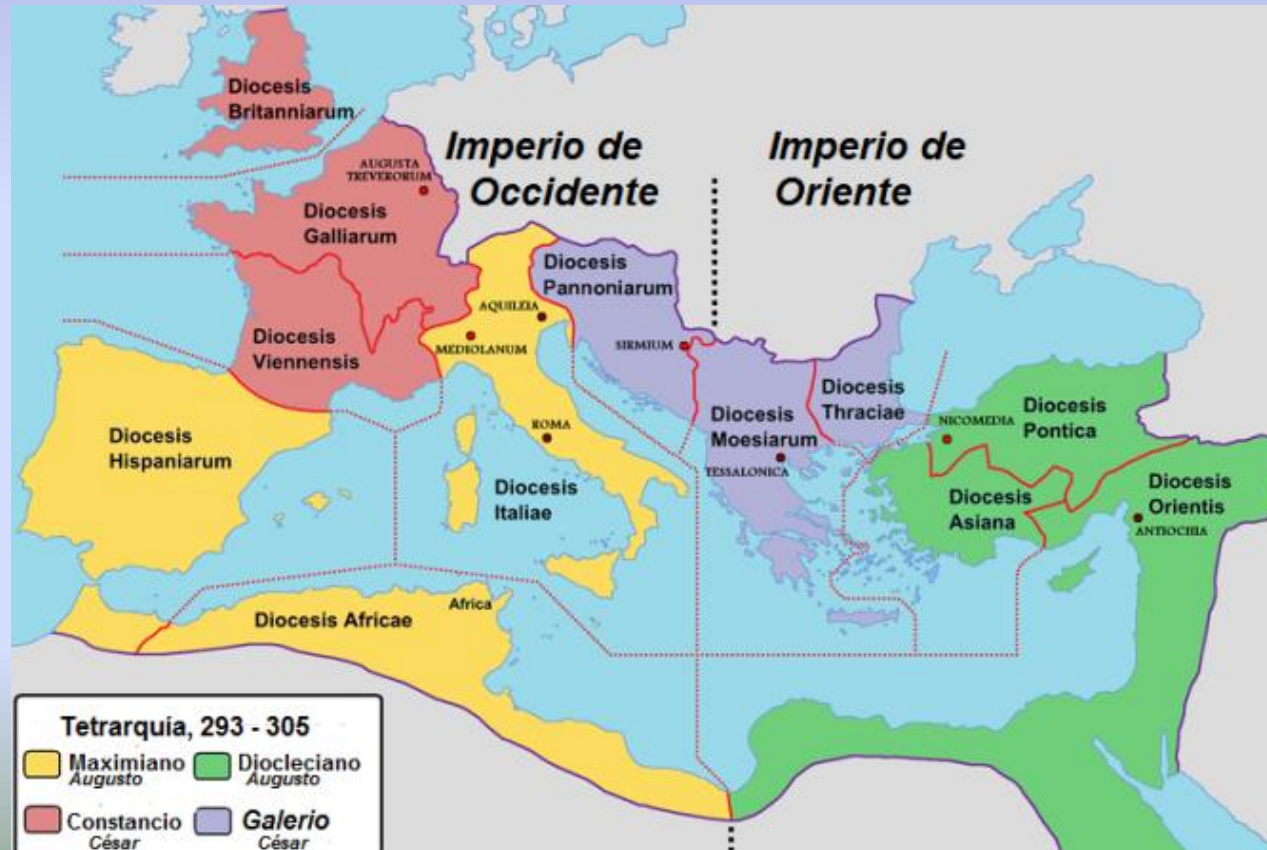 Diocesis
Britanniarum
Imperio de
Occidente
Imperio de
Oriente
AUGUSTA
TREVERORUM
Diocesis
Galliarum
Diocesis
Pannoniarum
AQUILEIA
MEDIOLANUM
SIRMIUM
Diocesis
Viennensis
Diocesis
Thraciae
Diocesis
Moesiarum
TESSALONICA
NICOMEDIA
Diocesis
Pontica
Diocesis
Hispaniarum
ROMA
Diocesis
Italiae
Diocesis
Asiana
Diocesis
Orientis
ANTIOCHIA
Africa
Diocesis Africae
Tetrarquía, 293 - 305
Maximiano
Augusto
Diocleciano
Augusto
Constancio
César
Galerio
César